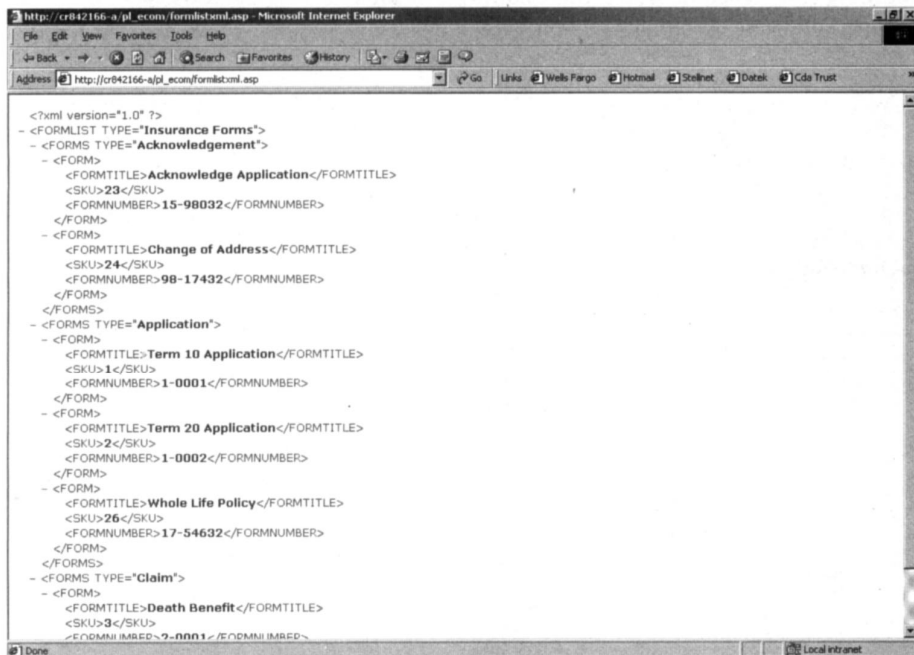 http://cr842166-a/pl_ecom/formlistxml.asp - Microsoft Internet Explorer
File Edit View Favorites Tools Help
Back Search Favorites History
Address http://cr842166-a/pl_ecom/formlistxml.asp Go Links Wells Fargo Hotmail Stellnet Datek Cda Trust »
<?xml version="1.0" ?>
- <FORMLIST TYPE="Insurance Forms">
- <FORMS TYPE="Acknowledgement">
- <FORM>
<FORMTITLE>Acknowledge Application</FORMTITLE>
<SKU>23</SKU>
<FORMNUMBER>15-98032</FORMNUMBER>
</FORM>
- <FORM>
<FORMTITLE>Change of Address</FORMTITLE>
<SKU>24</SKU>
<FORMNUMBER>98-17432</FORMNUMBER>
</FORM>
</FORMS>
- <FORMS TYPE="Application">
- <FORM>
<FORMTITLE>Term 10 Application</FORMTITLE>
<SKU>1</SKU>
<FORMNUMBER>1-0001</FORMNUMBER>
</FORM>
- <FORM>
<FORMTITLE>Term 20 Application</FORMTITLE>
<SKU>2</SKU>
<FORMNUMBER>1-0002</FORMNUMBER>
</FORM>
- <FORM>
<FORMTITLE>Whole Life Policy</FORMTITLE>
<SKU>26</SKU>
<FORMNUMBER>17-54632</FORMNUMBER>
</FORM>
</FORMS>
- <FORMS TYPE="Claim">
- <FORM>
<FORMTITLE>Death Benefit</FORMTITLE>
<SKU>3</SKU>
<FORMNUMBER>2-0001</FORMNUMBER>
Done Local intranet